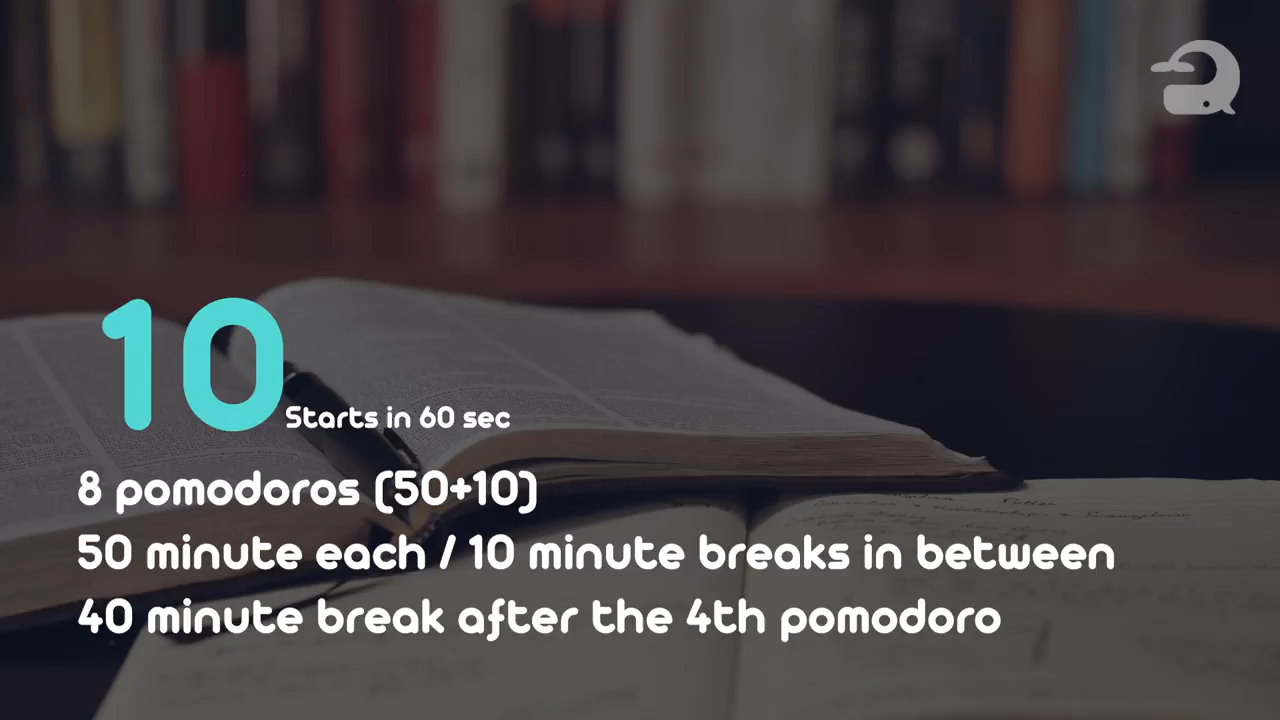 10
Starts in 60 sec
8 pomodoros (50+10)
50 minute each / 10 minute breaks in between
40 minute break after the 4th pomodoro